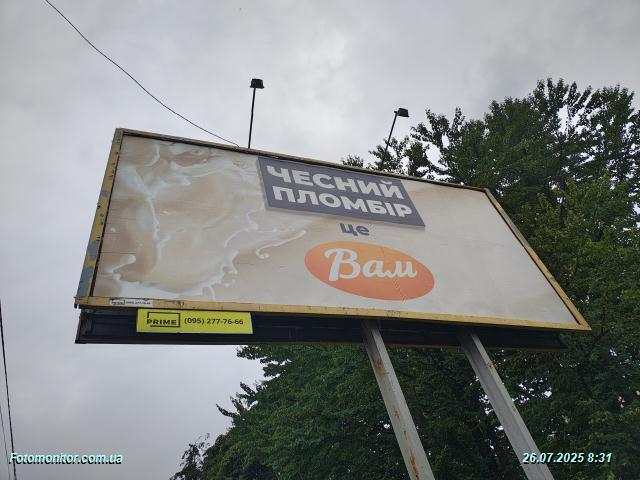 ЧЕСНИЙ
ПЛОМБІР
це
Вам
PRIME (095) 277-76-66
Fotomonitor.com.ua
26.07.2025 8:31